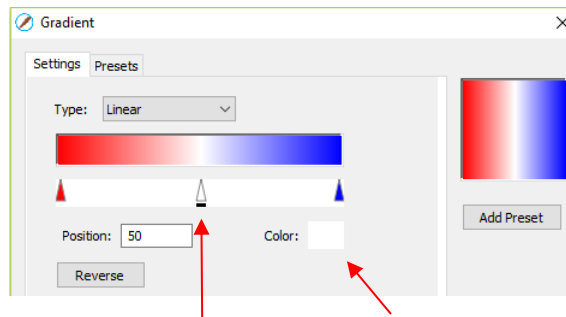 Gradient
Settings Presets
Type: Linear
Position: 50 Color:
Add Preset
Reverse